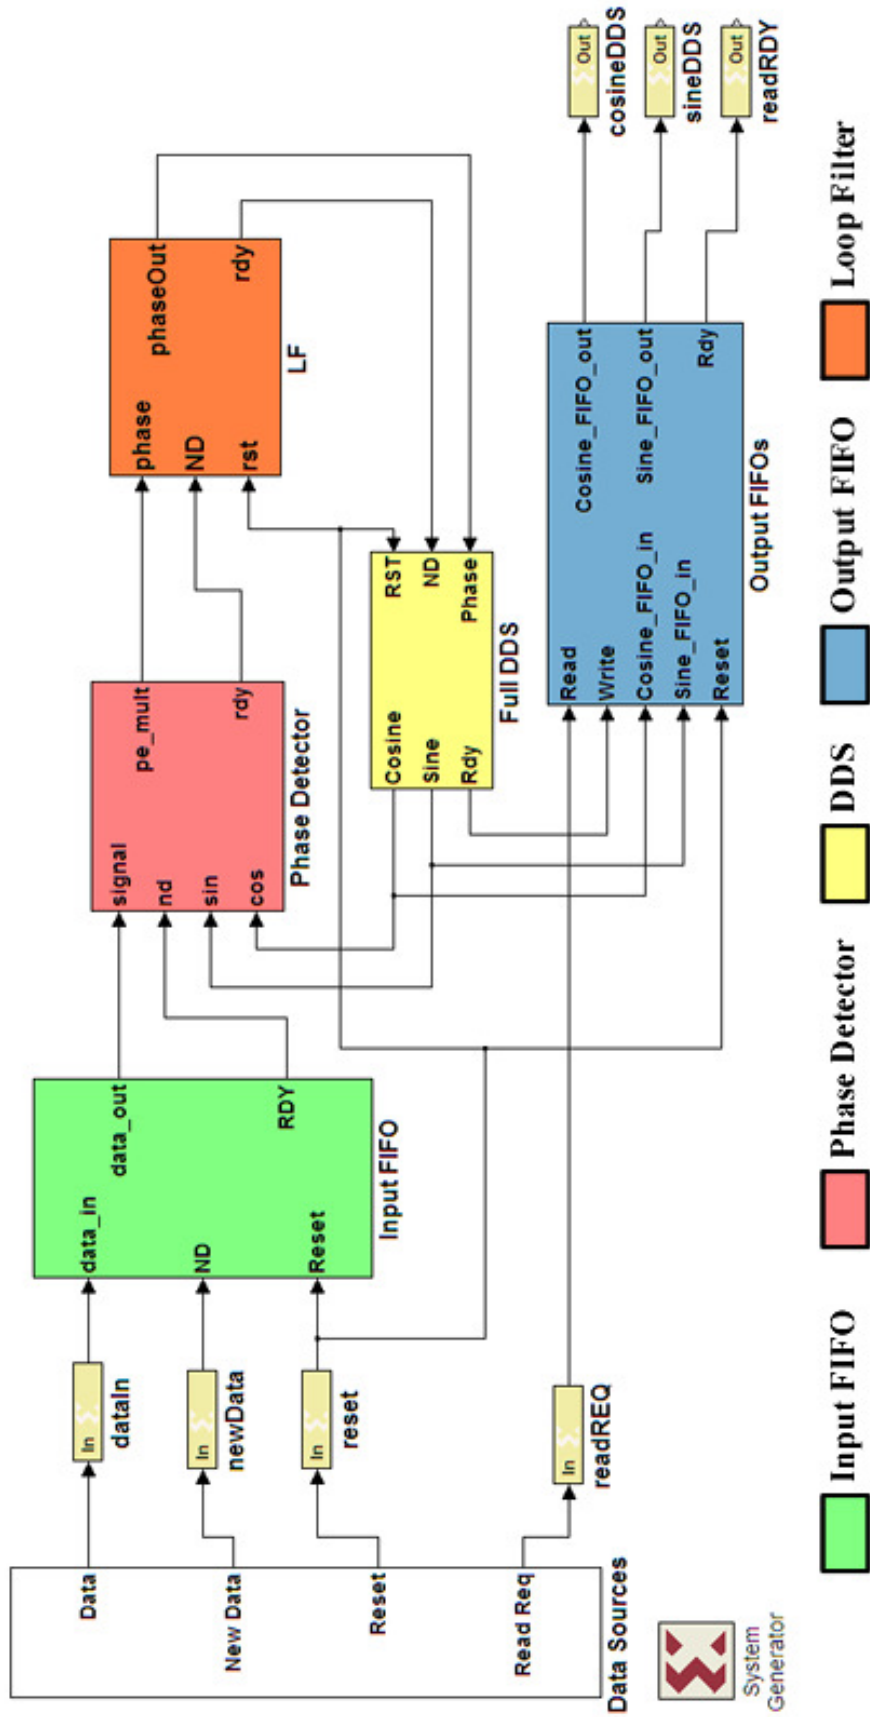 Data
New Data
Reset
Read Req
Data Sources
In
dataIn
In
newData
In
reset
In
readREQ
data_in
ND
Reset
data_out
RDY
Input FIFO
signal
nd
sin
cos
pe_mult
rdy
Phase Detector
phase
ND
rst
phaseOut
rdy
LF
Cosine
Sine
Rdy
RST
ND
Phase
Full DDS
Read
Write
Cosine_FIFO_in
Sine_FIFO_in
Reset
Cosine_FIFO_out
Sine_FIFO_out
Rdy
Output FIFOs
Out
cosineDDS
Out
sineDDS
Out
readRDY
System
Generator
Input FIFO
Phase Detector
DDS
Output FIFO
Loop Filter